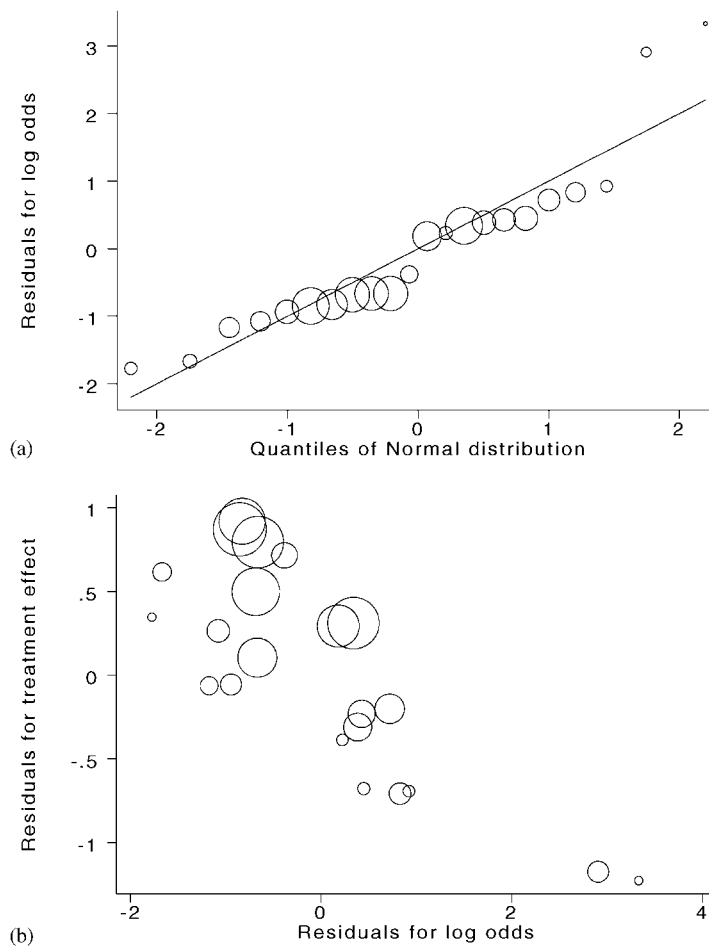 3
2
1
0
-1
-2
Residuals for log odds
-2 -1 0 1 2
(a) Quantiles of Normal distribution
1
.5
0
-.5
-1
Residuals for treatment effect
-2 0 2 4
(b) Residuals for log odds